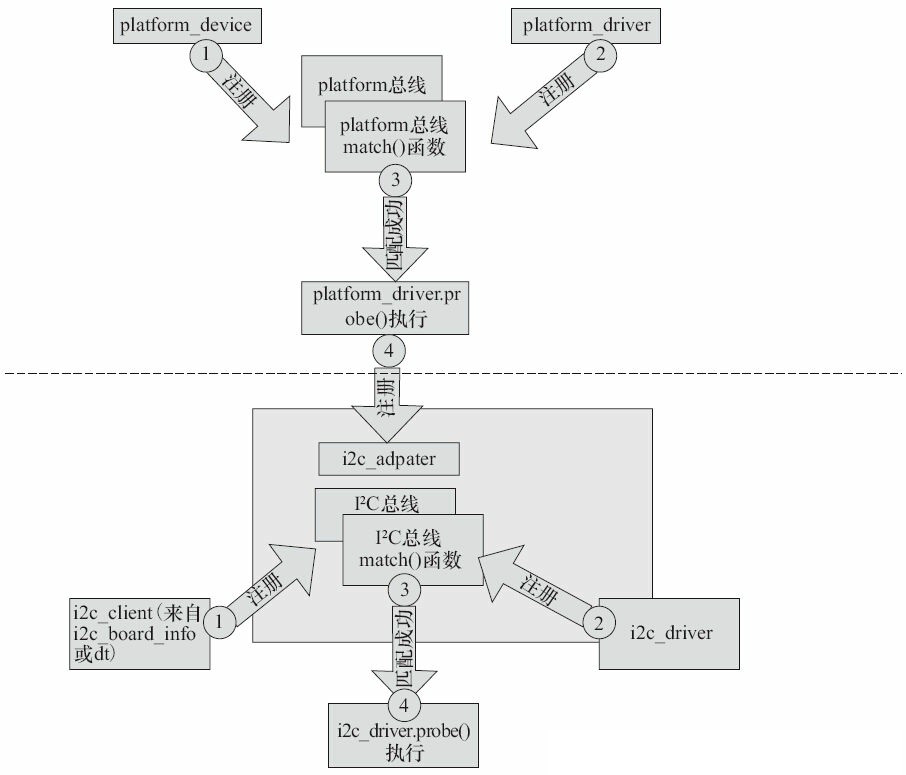 platform_device
platform_driver
1
2
注册
注册
platform总线
platform总线
match()函数
3
匹配成功
platform_driver.pr
obe()执行
4
注册
i2c_adpater
I²C总线
I²C总线
match()函数
注册
注册
3
i2c_client(来自
i2c_board_info
或dt)
1
2
i2c_driver
匹配成功
4
i2c_driver.probe()
执行